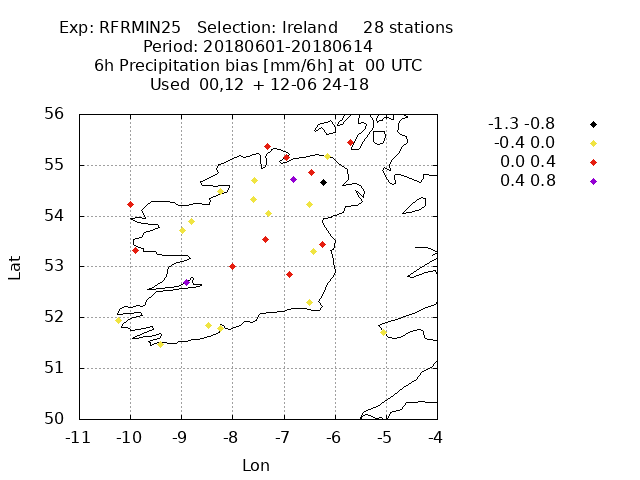 Exp: RFRMIN25 Selection: Ireland 28 stations
Period: 20180601-20180614
6h Precipitation bias [mm/6h] at 00 UTC
Used 00,12 + 12-06 24-18
-1.3 -0.8
-0.4 0.0
0.0 0.4
0.4 0.8
56
55
54
53
52
51
50
Lat
-11 -10 -9 -8 -7 -6 -5 -4
Lon